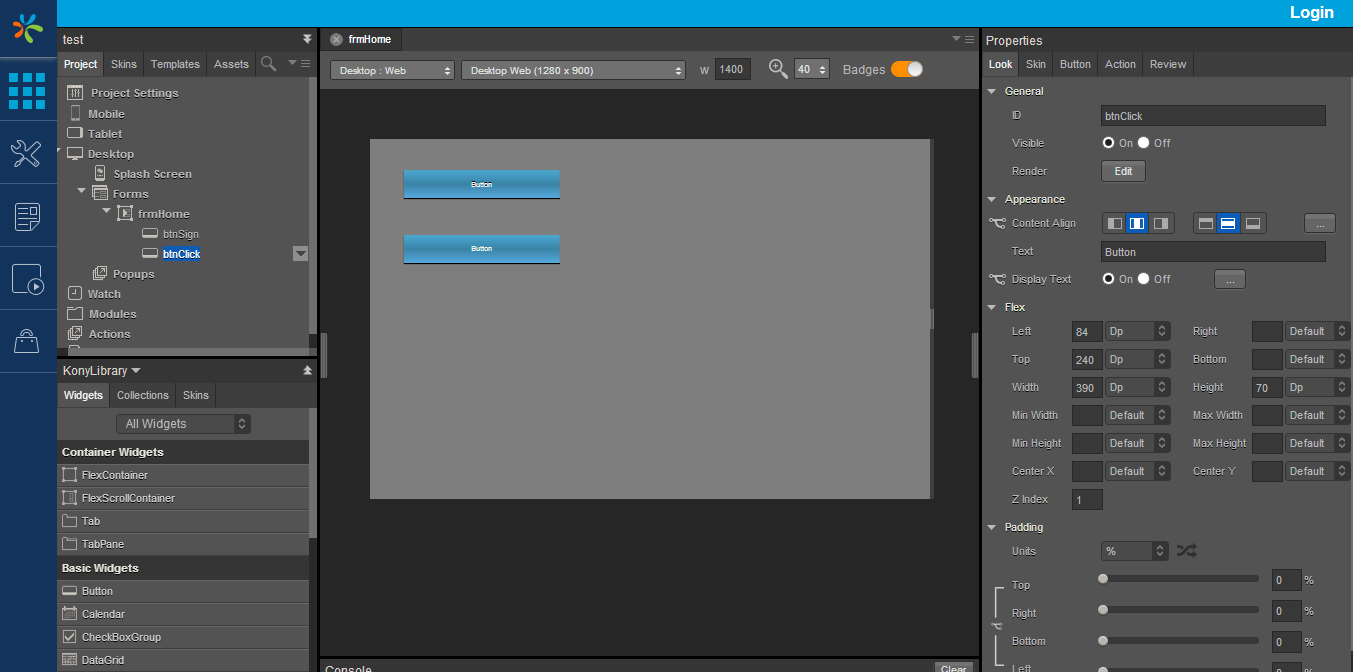 Login
test
Project Skins Templates Assets
Project Settings
Mobile
Tablet
Desktop
Splash Screen
Forms
frmHome
btnSign
btnClick
Popups
Watch
Modules
Actions
KonyLibrary
Widgets Collections Skins
All Widgets
Container Widgets
FlexContainer
FlexScrollContainer
Tab
TabPane
Basic Widgets
Button
Calendar
CheckBoxGroup
DataGrid
frmHome
Desktop : Web Desktop Web (1280 x 900) W 1400 40 Badges
Button
Button
Console Clear
Properties
Look Skin Button Action Review
General
ID btnClick
Visible On Off
Render Edit
Appearance
Content Align ...
Text Button
Display Text On Off ...
Flex
Left 84 Dp Right Default
Top 240 Dp Bottom Default
Width 390 Dp Height 70 Dp
Min Width Default Max Width Default
Min Height Default Max Height Default
Center X Default Center Y Default
Z Index 1
Padding
Units %
Top 0 %
Right 0 %
Bottom 0 %
Left 0 %